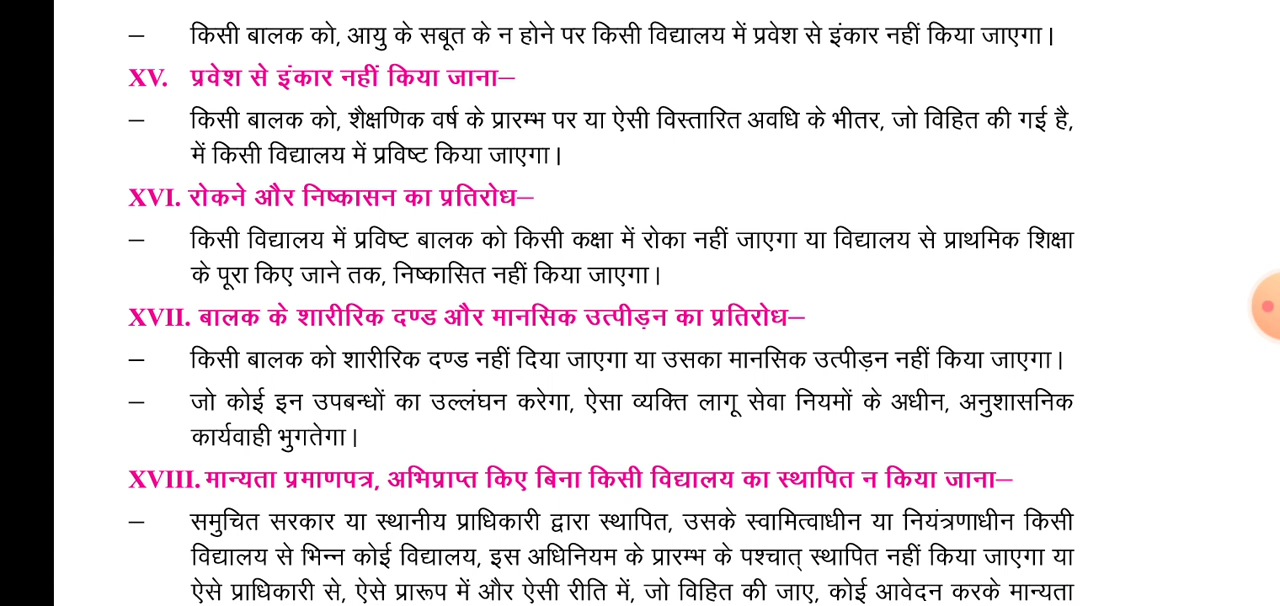 – किसी बालक को, आयु के सबूत के न होने पर किसी विद्यालय में प्रवेश से इंकार नहीं किया जाएगा।
XV. प्रवेश से इंकार नहीं किया जाना–
– किसी बालक को, शैक्षणिक वर्ष के प्रारम्भ पर या ऐसी विस्तारित अवधि के भीतर, जो विहित की गई है,
में किसी विद्यालय में प्रविष्ट किया जाएगा।
XVI. रोकने और निष्कासन का प्रतिरोध–
– किसी विद्यालय में प्रविष्ट बालक को किसी कक्षा में रोका नहीं जाएगा या विद्यालय से प्राथमिक शिक्षा
के पूरा किए जाने तक, निष्कासित नहीं किया जाएगा।
XVII. बालक के शारीरिक दण्ड और मानसिक उत्पीड़न का प्रतिरोध–
– किसी बालक को शारीरिक दण्ड नहीं दिया जाएगा या उसका मानसिक उत्पीड़न नहीं किया जाएगा।
– जो कोई इन उपबन्धों का उल्लंघन करेगा, ऐसा व्यक्ति लागू सेवा नियमों के अधीन, अनुशासनिक
कार्यवाही भुगतेगा।
XVIII. मान्यता प्रमाणपत्र, अभिप्राप्त किए बिना किसी विद्यालय का स्थापित न किया जाना–
– समुचित सरकार या स्थानीय प्राधिकारी द्वारा स्थापित, उसके स्वामित्वाधीन या नियंत्रणाधीन किसी
विद्यालय से भिन्न कोई विद्यालय, इस अधिनियम के प्रारम्भ के पश्चात् स्थापित नहीं किया जाएगा या
ऐसे प्राधिकारी से, ऐसे प्रारूप में और ऐसी रीति में, जो विहित की जाए, कोई आवेदन करके मान्यता